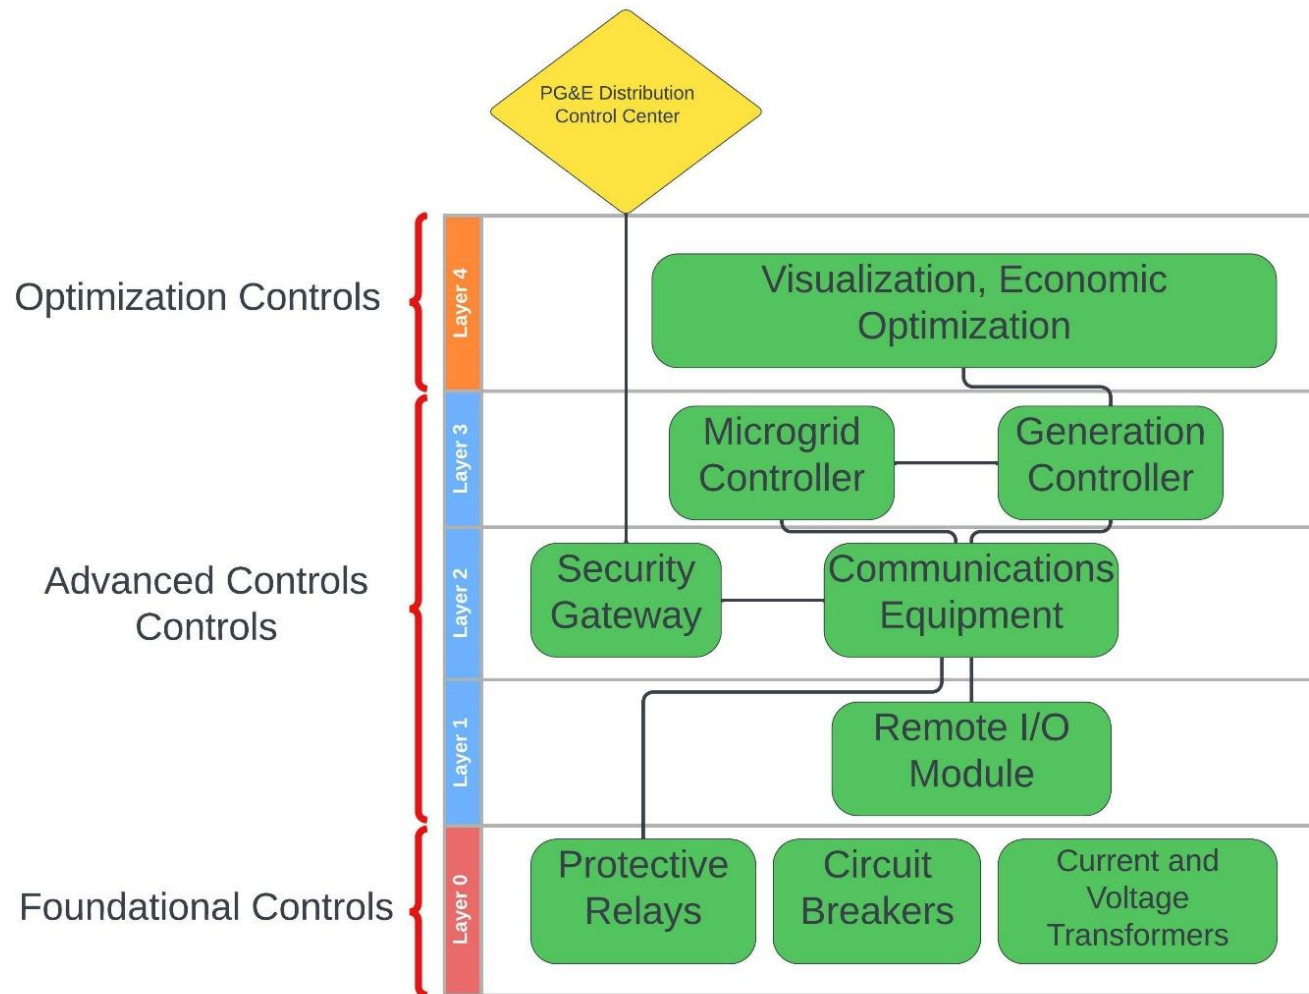 PG&E Distribution
Control Center
Optimization Controls
Layer 4
Visualization, Economic
Optimization
Advanced Controls
Controls
Layer 3
Microgrid
Controller
Generation
Controller
Layer 2
Security
Gateway
Communications
Equipment
Layer 1
Remote I/O
Module
Foundational Controls
Layer 0
Protective
Relays
Circuit
Breakers
Current and
Voltage
Transformers